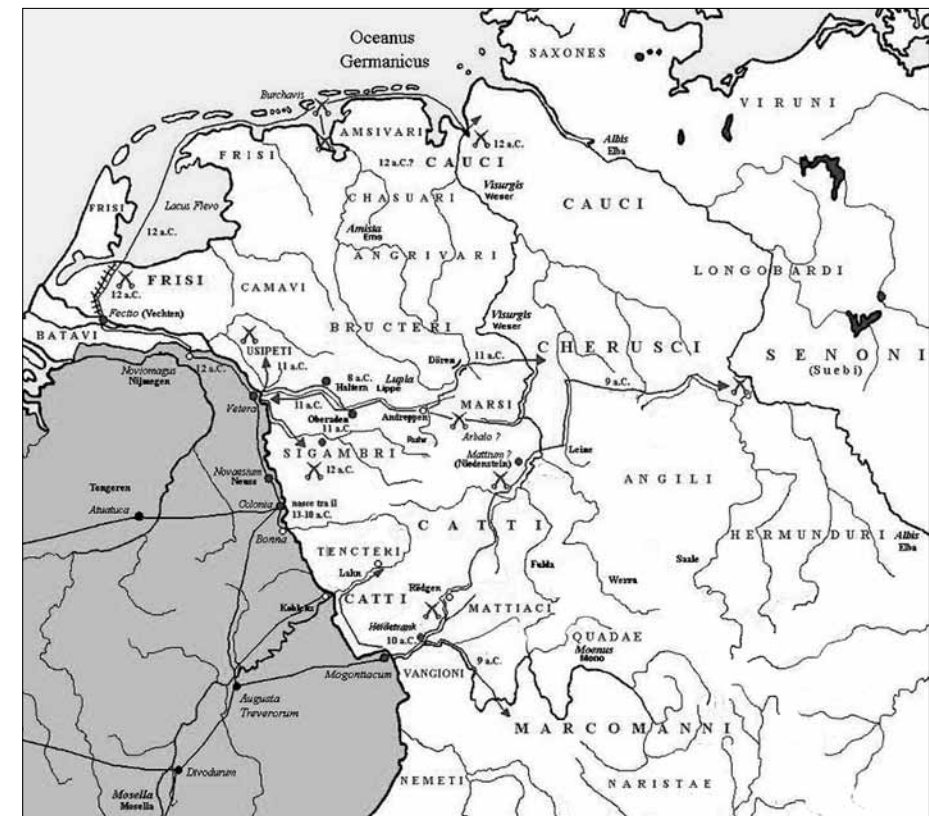 Oceanus
Germanicus
SAXONES
VIRUNI
Burchavis
AMSIVARI
Albis
Elba
12 a.C.
FRISI
12 a.C.?
CAUCI
CHASUARI
Visurgis
Weser
CAUCI
FRISI
Lacus Flevo
Amisia
Ems
12 a.C.
ANGRIVARI
LONGOBARDI
FRISI
12 a.C.
CAMAVI
Fectio (Vechten)
BRUCTERI
Visurgis
Weser
BATAVI
USIPETI
CHERUSCI
SENONI
(Suebi)
Noviomagus
Nijmegen
12 a.C.
11 a.C.
Dören
11 a.C.
8 a.C.
Haltern
Lupia
Lippe
9 a.C.
Vetera
11 a.C.
Oberaden
11 a.C.
Anreppen
MARSI
Arbalo ?
Ruhr
SIGAMBRI
12 a.C.
Mattium ?
(Niedenstein)
Leine
Novaesium
Neuss
ANGILI
Tongeren
Atuatuca
Colonia
nasce tra il
13-10 a.C.
Bonna
CATTI
HERMUNDURI
Albis
Elba
TENCTERI
Lahn
Fulda
Werra
Saale
Koblenz
CATTI
Rödgen
MATTIACI
Heidetrank
10 a.C.
QUADAE
Moenus
Meno
Mogontiacum
VANGIONI
9 a.C.
Augusta
Treverorum
MARCOMANNI
Divodurum
NEMETI
NARISTAE
Mosella
Mosella